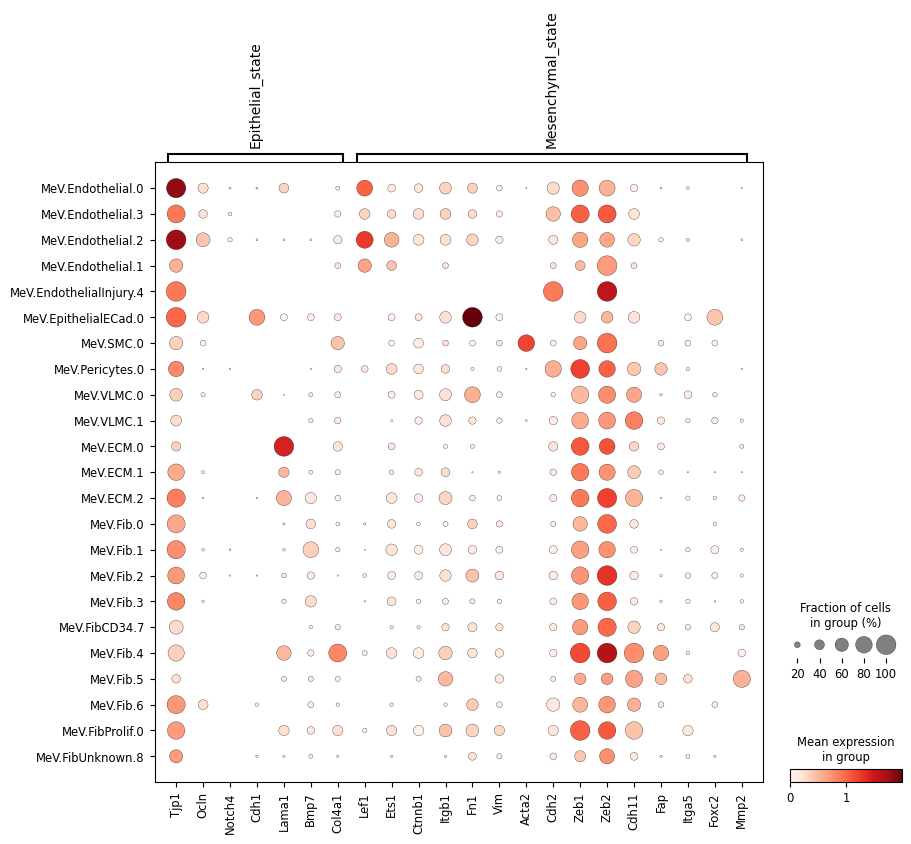 Epithelial_state
Mesenchymal_state
MeV.Endothelial.0
MeV.Endothelial.3
MeV.Endothelial.2
MeV.Endothelial.1
MeV.EndothelialInjury.4
MeV.EpithelialECad.0
MeV.SMC.0
MeV.Pericytes.0
MeV.VLMC.0
MeV.VLMC.1
MeV.ECM.0
MeV.ECM.1
MeV.ECM.2
MeV.Fib.0
MeV.Fib.1
MeV.Fib.2
MeV.Fib.3
MeV.FibCD34.7
MeV.Fib.4
MeV.Fib.5
MeV.Fib.6
MeV.FibProlif.0
MeV.FibUnknown.8
Tjp1
Ocln
Notch4
Cdh1
Lama1
Bmp7
Col4a1
Lef1
Ets1
Ctnnb1
Itgb1
Fn1
Vim
Acta2
Cdh2
Zeb1
Zeb2
Cdh11
Fap
Itga5
Foxc2
Mmp2
Fraction of cells
in group (%)
20 40 60 80 100
Mean expression
in group
0 1